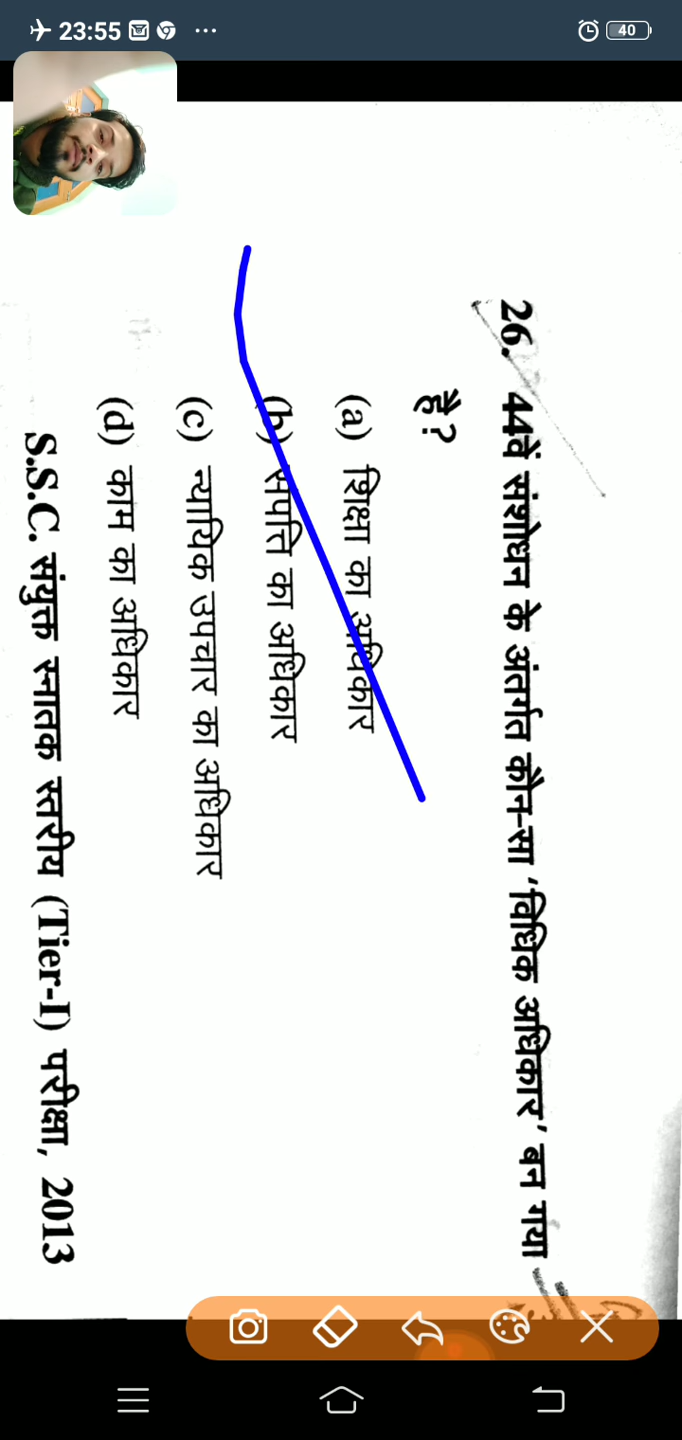 23:55
40
26. 44वें संशोधन के अंतर्गत कौन-सा ‘विधिक अधिकार’ बन गया
है?
(a) शिक्षा का अधिकार
(b) संपत्ति का अधिकार
(c) न्यायिक उपचार का अधिकार
(d) काम का अधिकार
S.S.C. संयुक्त स्नातक स्तरीय (Tier-I) परीक्षा, 2013